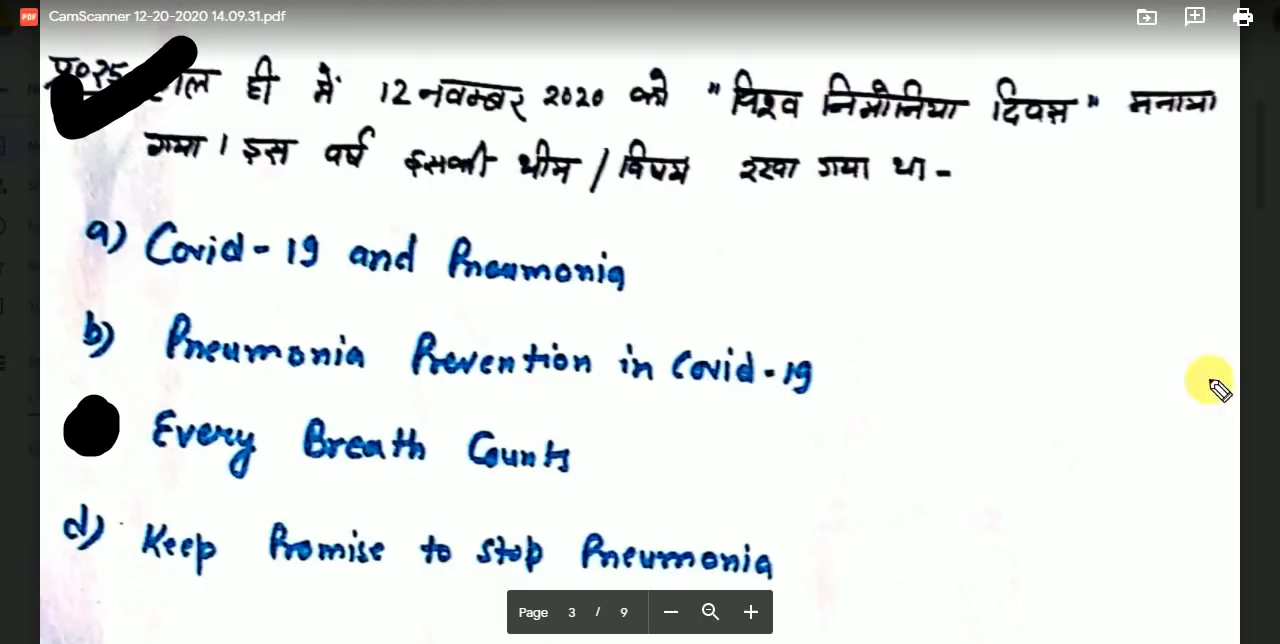 CamScanner 12-20-2020 14.09.31.pdf
प्र०25 हाल ही में 12 नवम्बर 2020 को "विश्व निमोनिया दिवस" मनाया
गया। इस वर्ष इसकी थीम / विषय रखा गया था -
a) Covid-19 and Pneumonia
b) Pneumonia Prevention in Covid-19
Every Breath Counts
d) Keep Promise to stop Pneumonia
Page 3 / 9